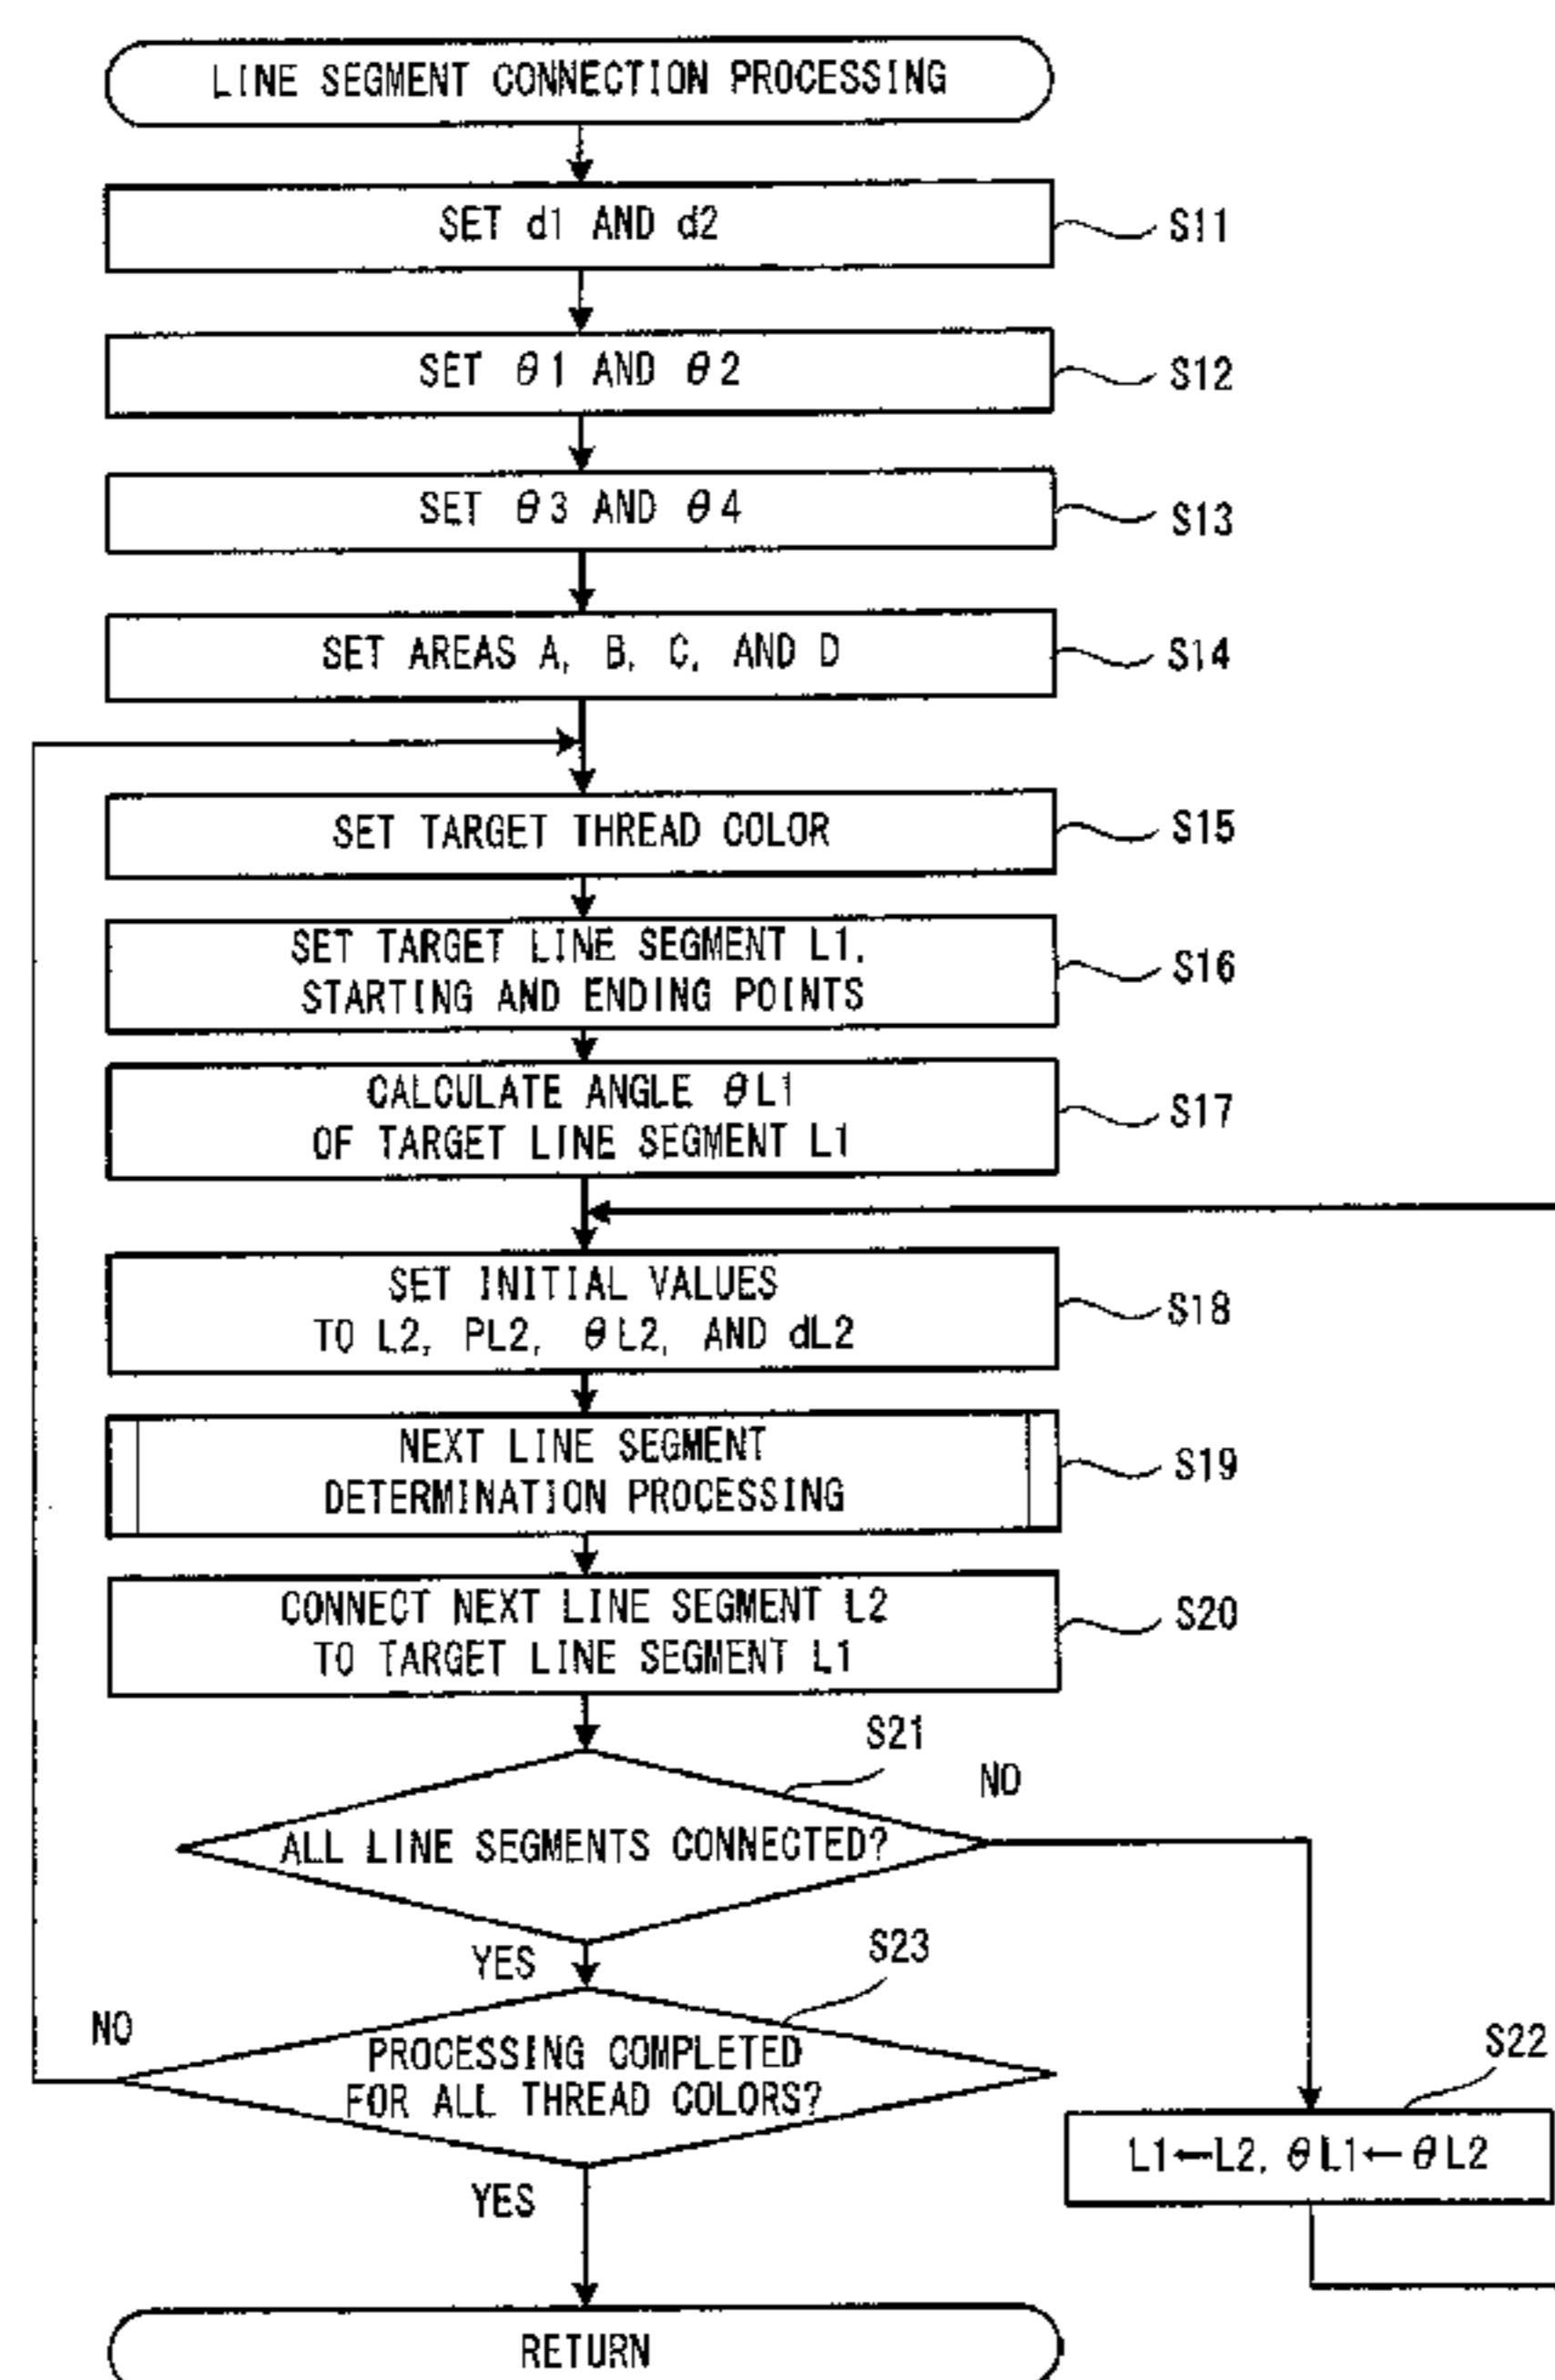 LINE SEGMENT CONNECTION PROCESSING
SET d1 AND d2
S11
SET θ1 AND θ2
S12
SET θ3 AND θ4
S13
SET AREAS A, B, C, AND D
S14
SET TARGET THREAD COLOR
S15
SET TARGET LINE SEGMENT L1,
STARTING AND ENDING POINTS
S16
CALCULATE ANGLE θL1
OF TARGET LINE SEGMENT L1
S17
SET INITIAL VALUES
TO L2, PL2, θL2, AND dL2
S18
NEXT LINE SEGMENT
DETERMINATION PROCESSING
S19
CONNECT NEXT LINE SEGMENT L2
TO TARGET LINE SEGMENT L1
S20
S21
NO
ALL LINE SEGMENTS CONNECTED?
YES
S23
NO
PROCESSING COMPLETED
FOR ALL THREAD COLORS?
S22
L1←L2, θL1←θL2
YES
RETURN